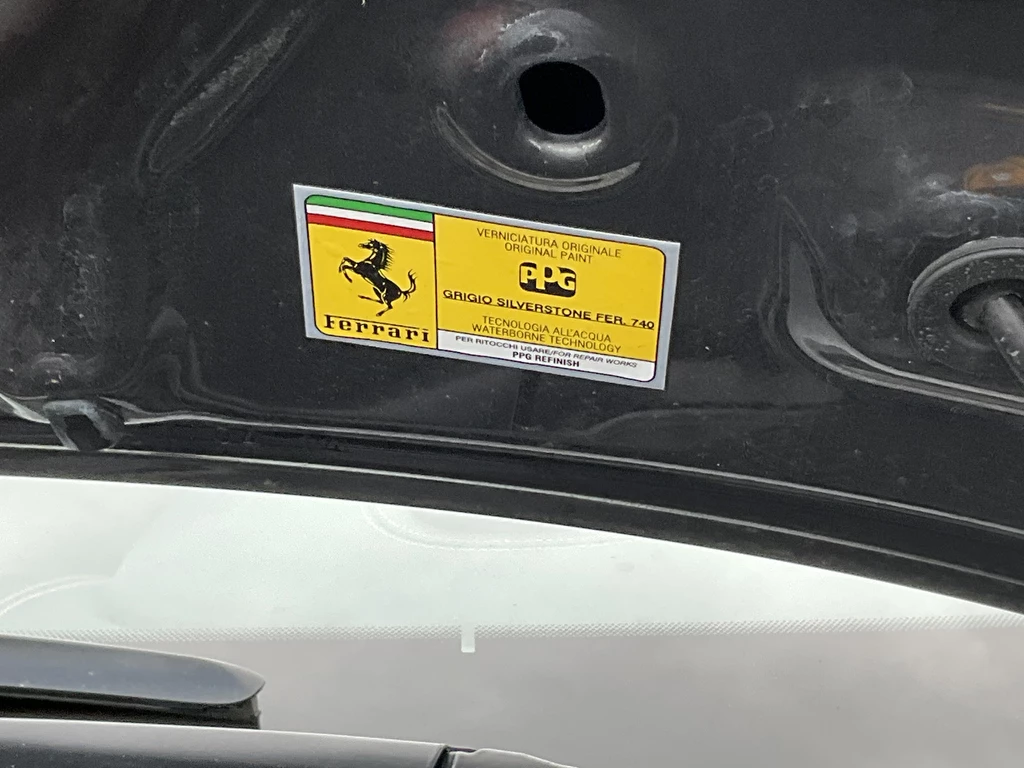 Ferrari
VERNICIATURA ORIGINALE
ORIGINAL PAINT
PPG
GRIGIO SILVERSTONE FER. 740
TECNOLOGIA ALL'ACQUA
WATERBORNE TECHNOLOGY
PER RITOCCHI USARE/FOR REPAIR WORKS
PPG REFINISH